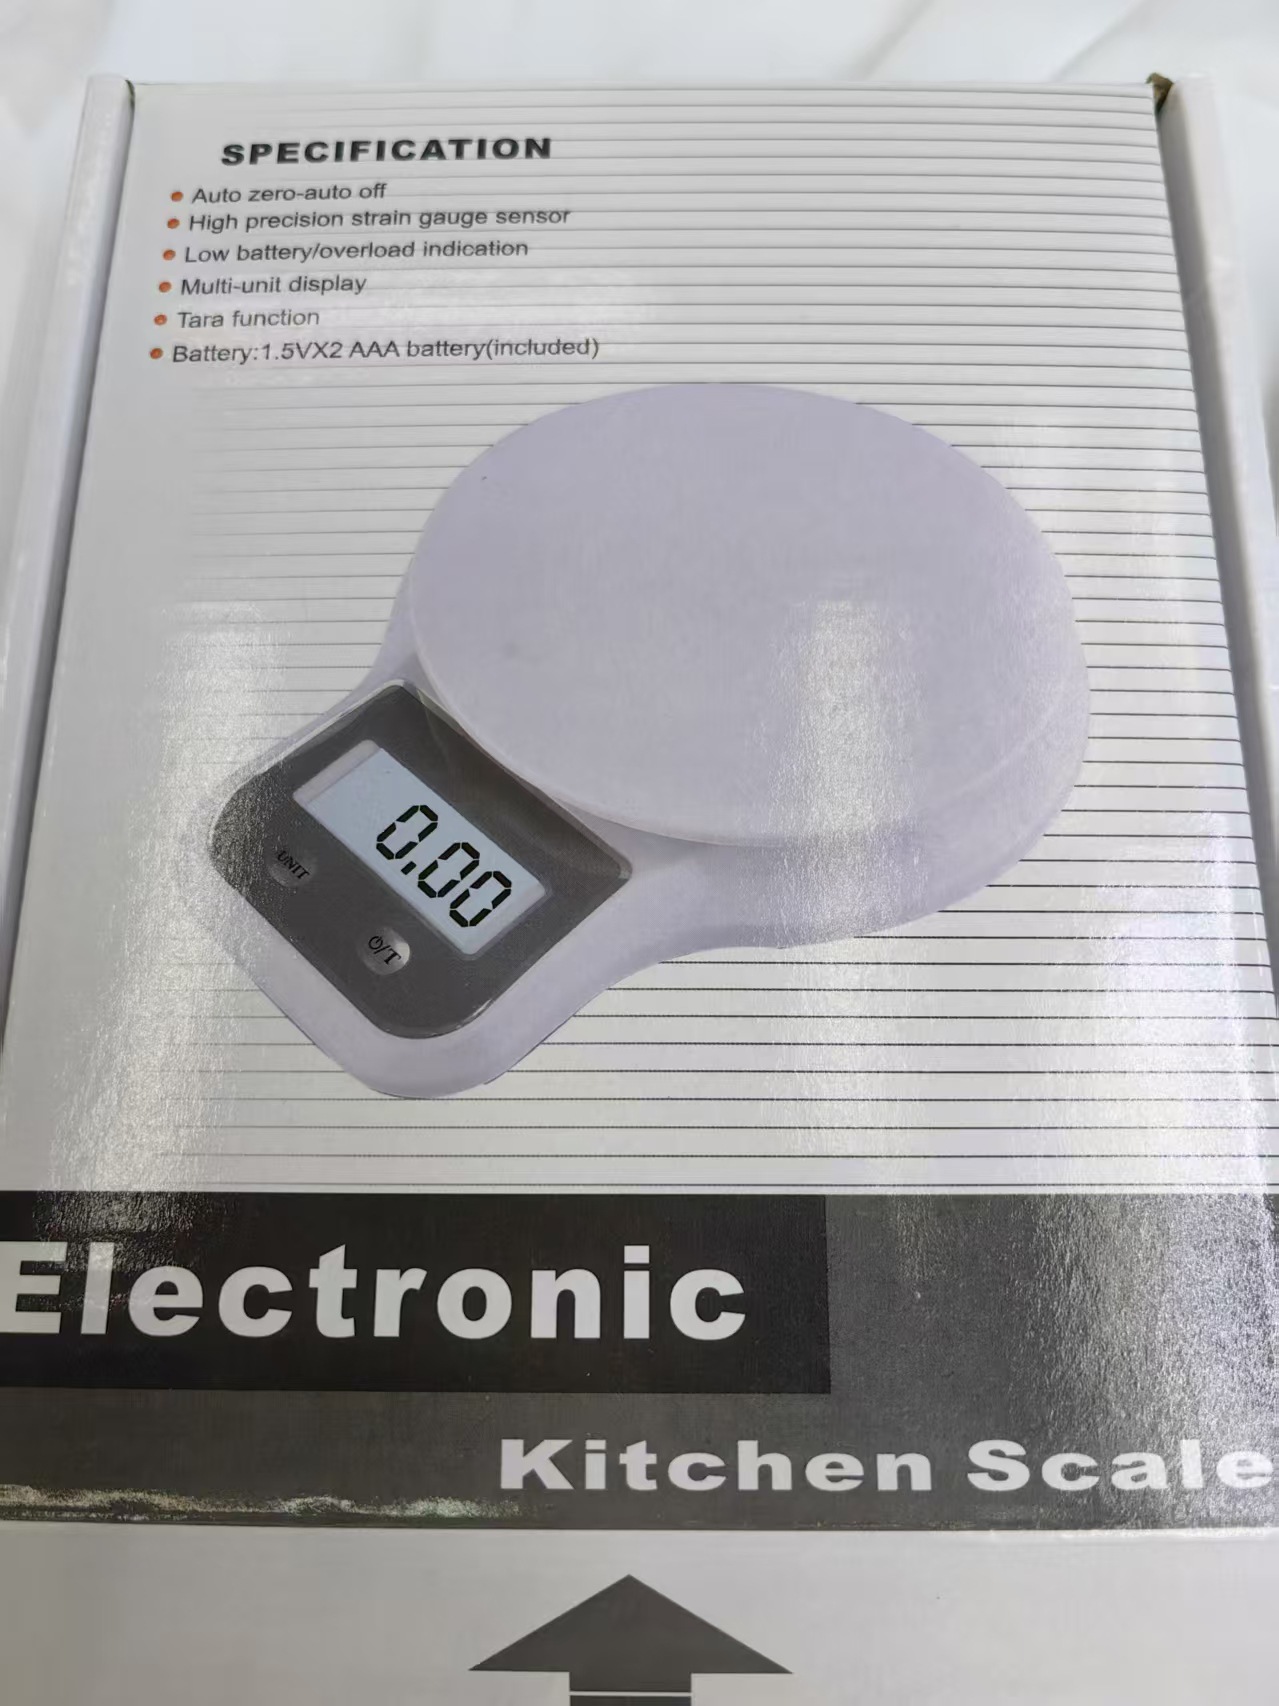 SPECIFICATION
Auto zero-auto off
High precision strain gauge sensor
Low battery/overload indication
Multi-unit display
Tara function
Battery:1.5VX2 AAA battery(included)
0.00
UNIT
⏻/T
Electronic
Kitchen Scale